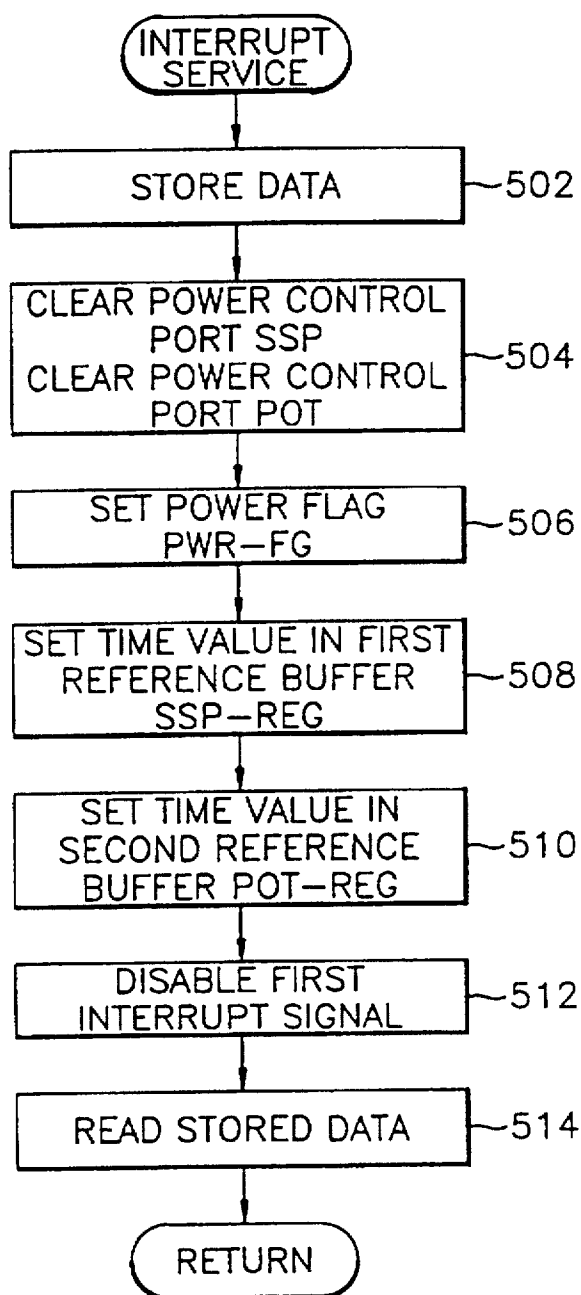 INTERRUPT
SERVICE
STORE DATA
502
CLEAR POWER CONTROL
PORT SSP
CLEAR POWER CONTROL
PORT POT
504
SET POWER FLAG
PWR-FG
506
SET TIME VALUE IN FIRST
REFERENCE BUFFER
SSP-REG
508
SET TIME VALUE IN
SECOND REFERENCE
BUFFER POT-REG
510
DISABLE FIRST
INTERRUPT SIGNAL
512
READ STORED DATA
514
RETURN